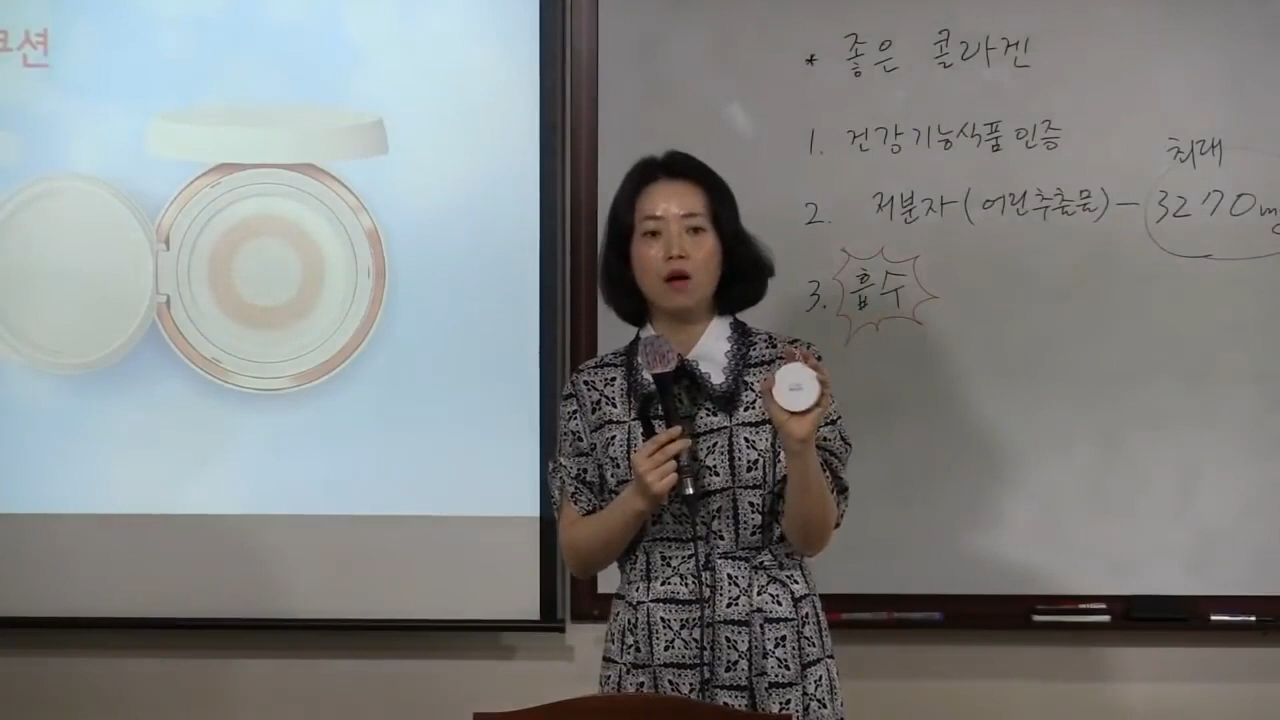 쿠션
* 좋은 콜라겐
1. 건강기능식품 인증
최대
2. 저분자 (어린추출물) - 3270mg
3. 흡수